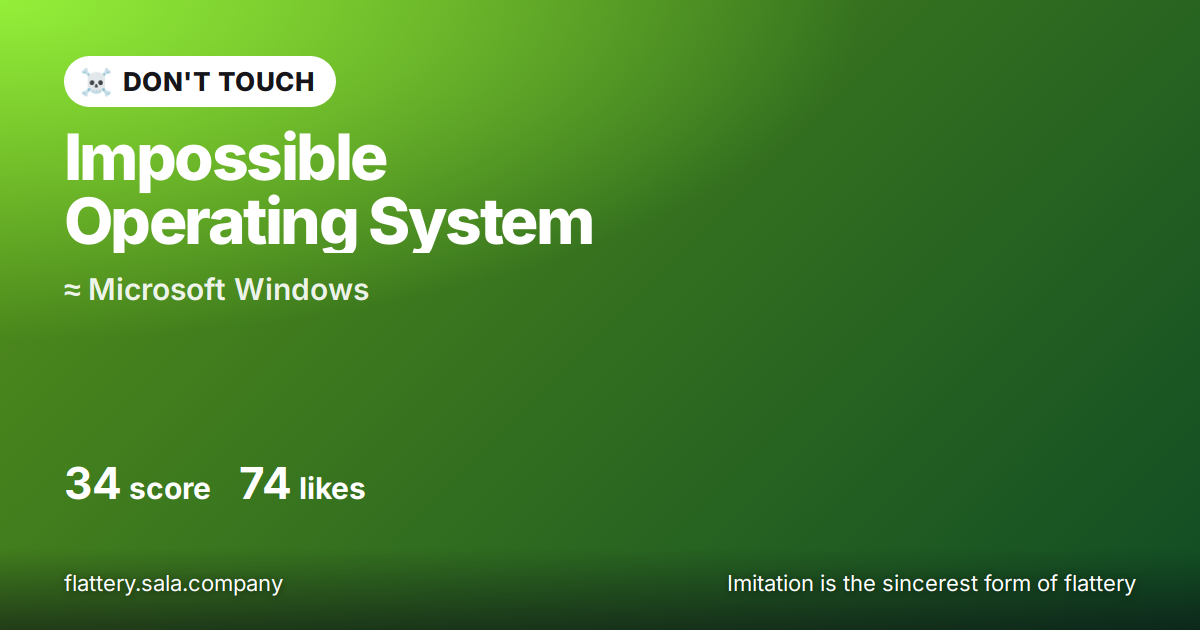 ☠️ DON'T TOUCH
Impossible
Operating System
≈ Microsoft Windows
34 score 74 likes
flattery.sala.company
Imitation is the sincerest form of flattery